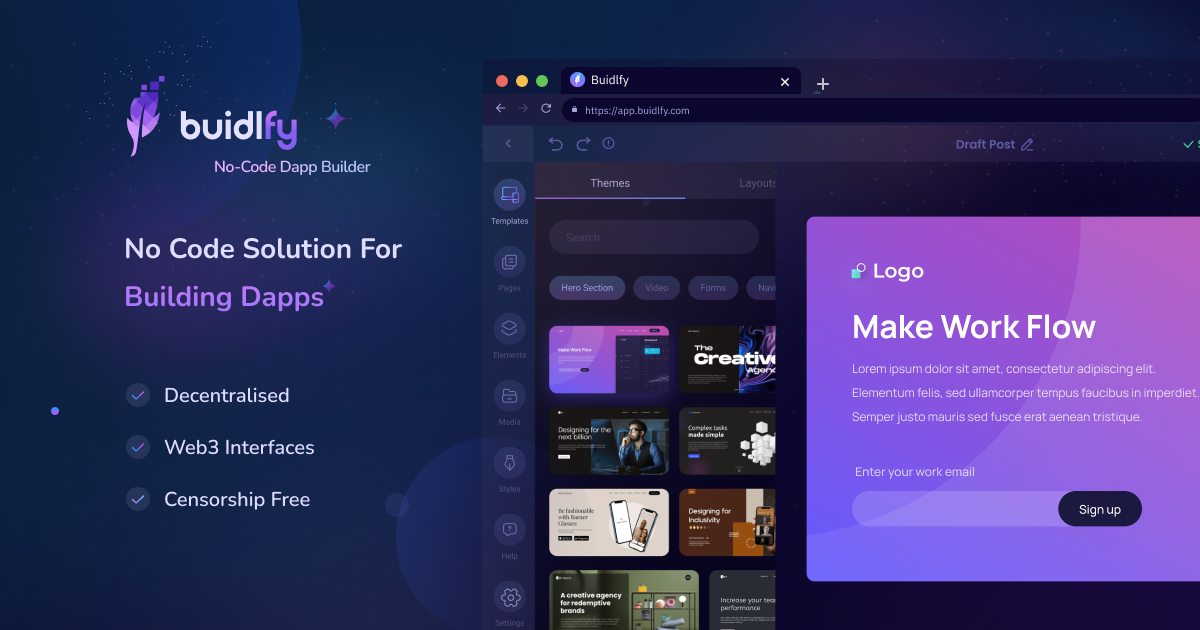 buidlfy
No-Code Dapp Builder
No Code Solution For
Building Dapps
Decentralised
Web3 Interfaces
Censorship Free
Buidlfy
https://app.buidlfy.com
Draft Post
Templates
Pages
Elements
Media
Styles
Help
Settings
Themes
Layouts
Search
Hero Section
Video
Forms
Navi
Make Work Flow
The
Creative
Agency
Designing for the
next billion
Complex tasks
made simple
Be fashionable
with Barner
Glasses
Designing for
Inclusivity
A creative agency
for redemptive
brands
Increase your team
performance
Logo
Make Work Flow
Lorem ipsum dolor sit amet, consectetur adipiscing elit.
Elementum felis, sed ullamcorper tempus faucibus in imperdiet.
Semper justo mauris sed fusce erat aenean tristique.
Enter your work email
Sign up